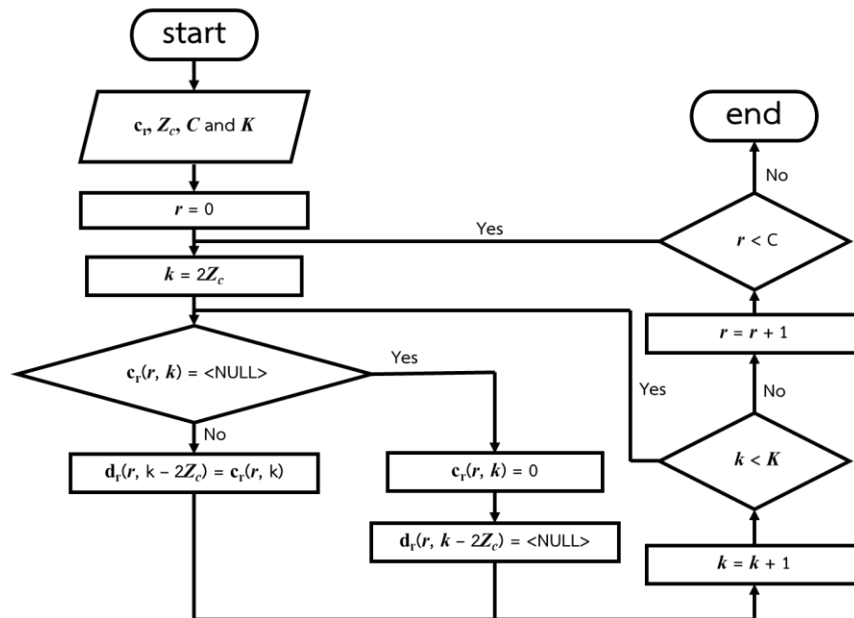 start
c_r, Z_c, C and K
r = 0
k = 2Z_c
c_r(r, k) = <NULL>
Yes
No
d_r(r, k − 2Z_c) = c_r(r, k)
c_r(r, k) = 0
d_r(r, k − 2Z_c) = <NULL>
k = k + 1
k < K
Yes
No
r = r + 1
r < C
Yes
No
end